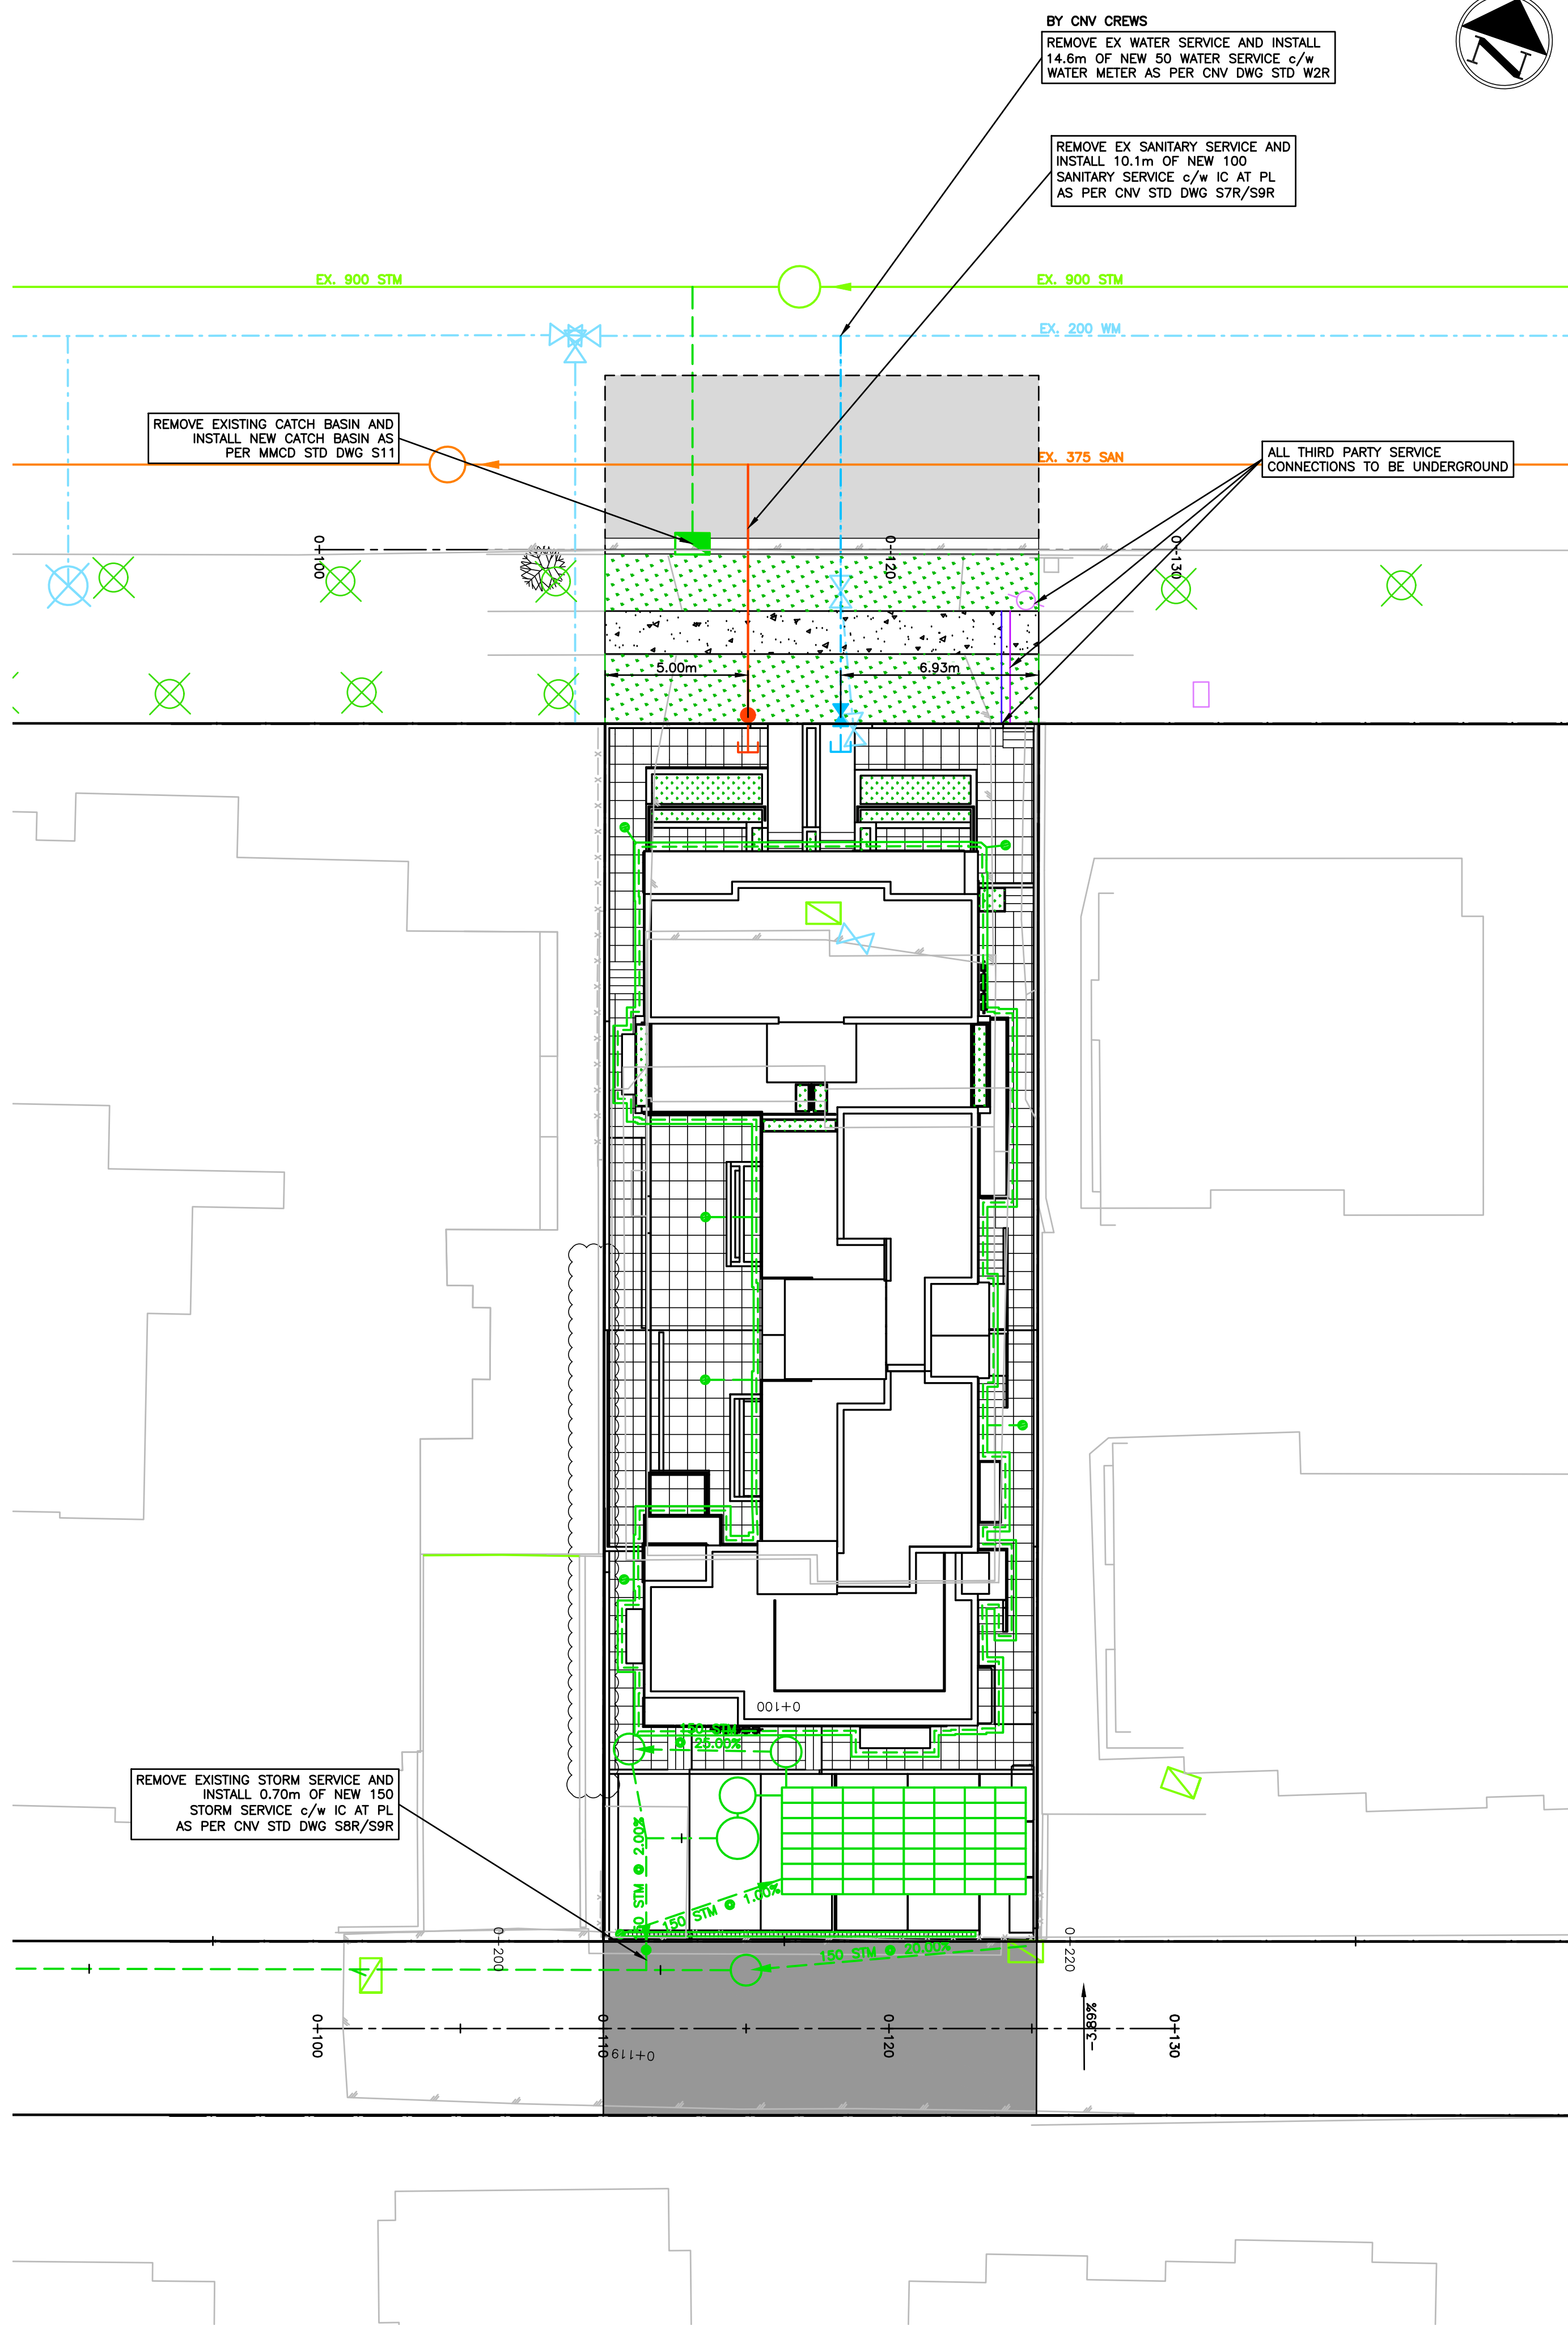 BY CNV CREWS
REMOVE EX WATER SERVICE AND INSTALL
14.6m OF NEW 50 WATER SERVICE c/w
WATER METER AS PER CNV DWG STD W2R
N
REMOVE EX SANITARY SERVICE AND
INSTALL 10.1m OF NEW 100
SANITARY SERVICE c/w IC AT PL
AS PER CNV STD DWG S7R/S9R
EX. 900 STM
EX. 900 STM
EX. 200 WM
REMOVE EXISTING CATCH BASIN AND
INSTALL NEW CATCH BASIN AS
PER MMCD STD DWG S11
EX. 375 SAN
ALL THIRD PARTY SERVICE
CONNECTIONS TO BE UNDERGROUND
0+100
0+120
0+130
5.00m
6.93m
0+100
150 STM
@ 25.00%
REMOVE EXISTING STORM SERVICE AND
INSTALL 0.70m OF NEW 150
STORM SERVICE c/w IC AT PL
AS PER CNV STD DWG S8R/S9R
150 STM @ 2.00%
150 STM @ 1.00%
150 STM @ 20.00%
0+200
0+220
0+100
0+110
0+119
0+120
-3.89%
0+130